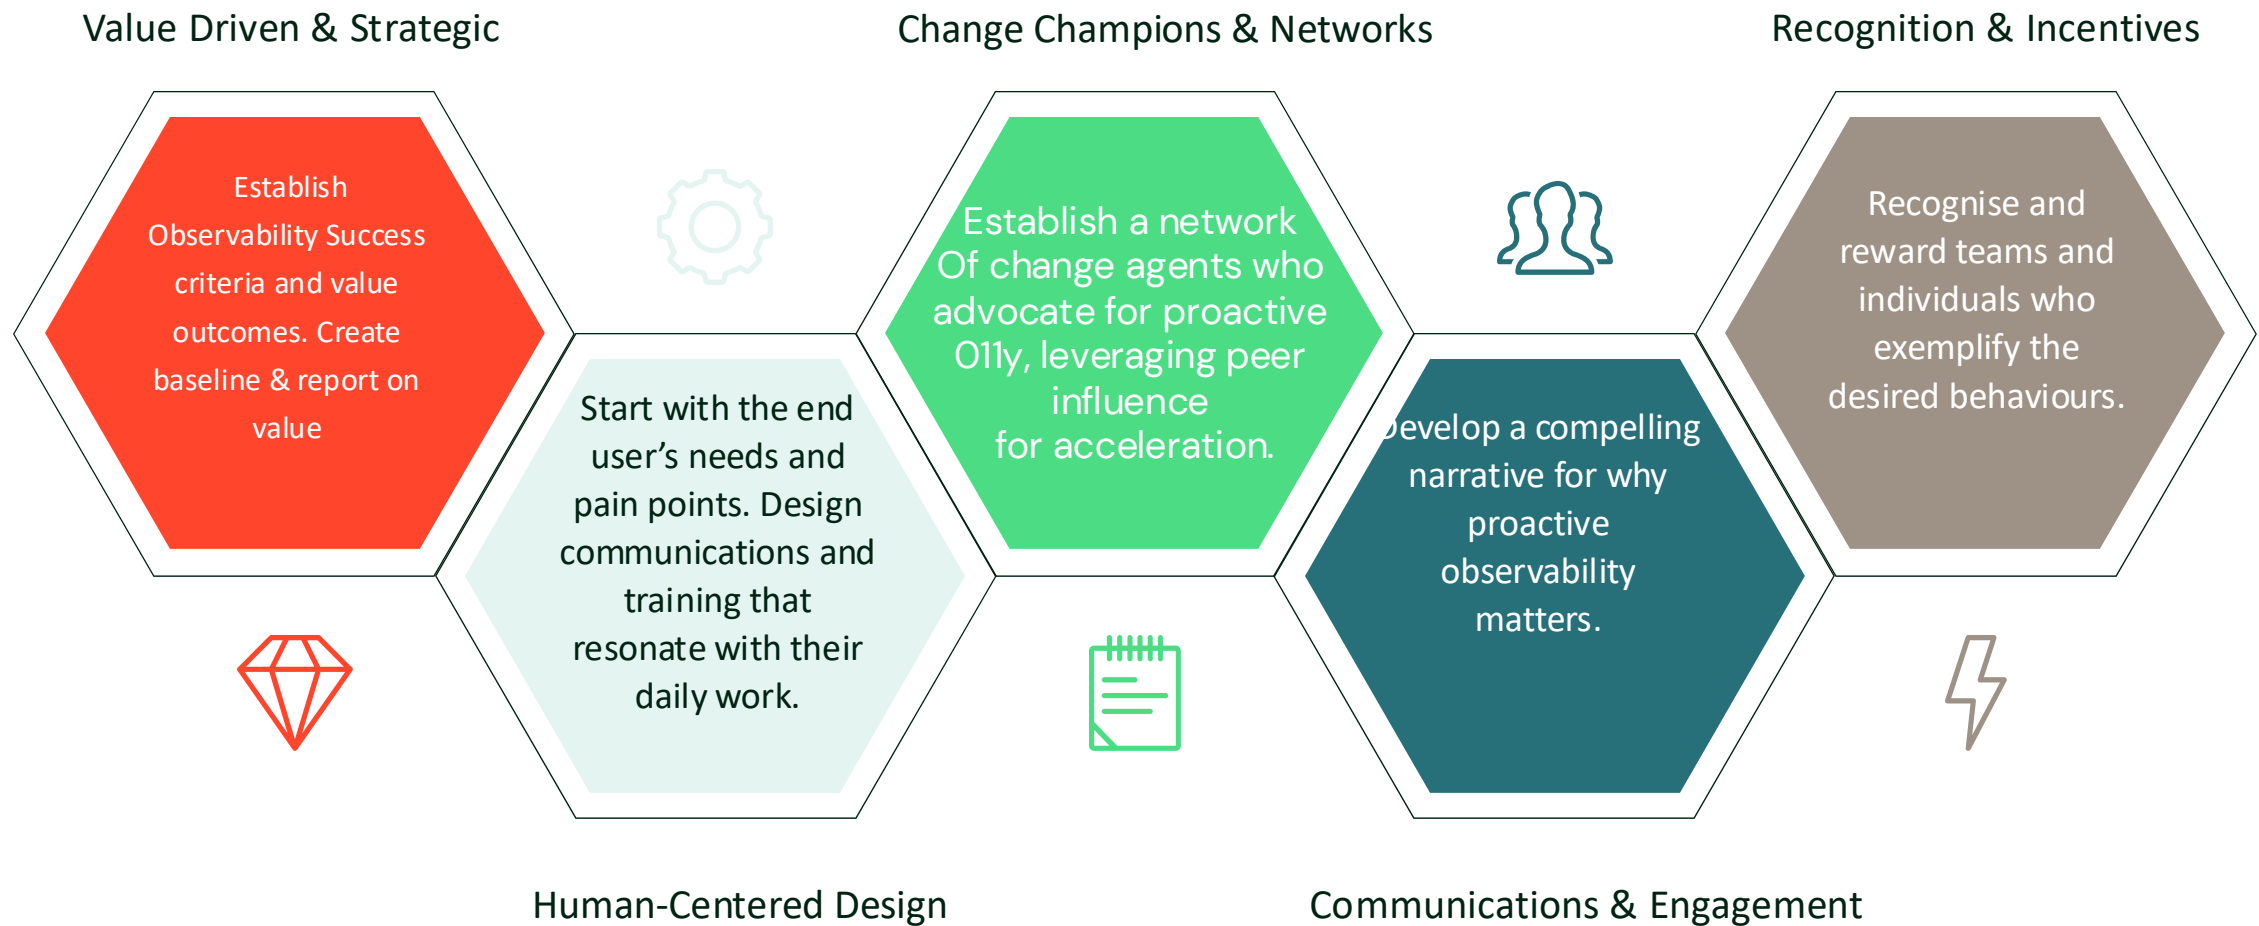 Value Driven & Strategic
Establish
Observability Success
criteria and value
outcomes. Create
baseline & report on
value
Start with the end
user’s needs and
pain points. Design
communications and
training that
resonate with their
daily work.
Human-Centered Design
Change Champions & Networks
Establish a network
Of change agents who
advocate for proactive
011y, leveraging peer
influence
for acceleration.
Develop a compelling
narrative for why
proactive
observability
matters.
Communications & Engagement
Recognition & Incentives
Recognise and
reward teams and
individuals who
exemplify the
desired behaviours.